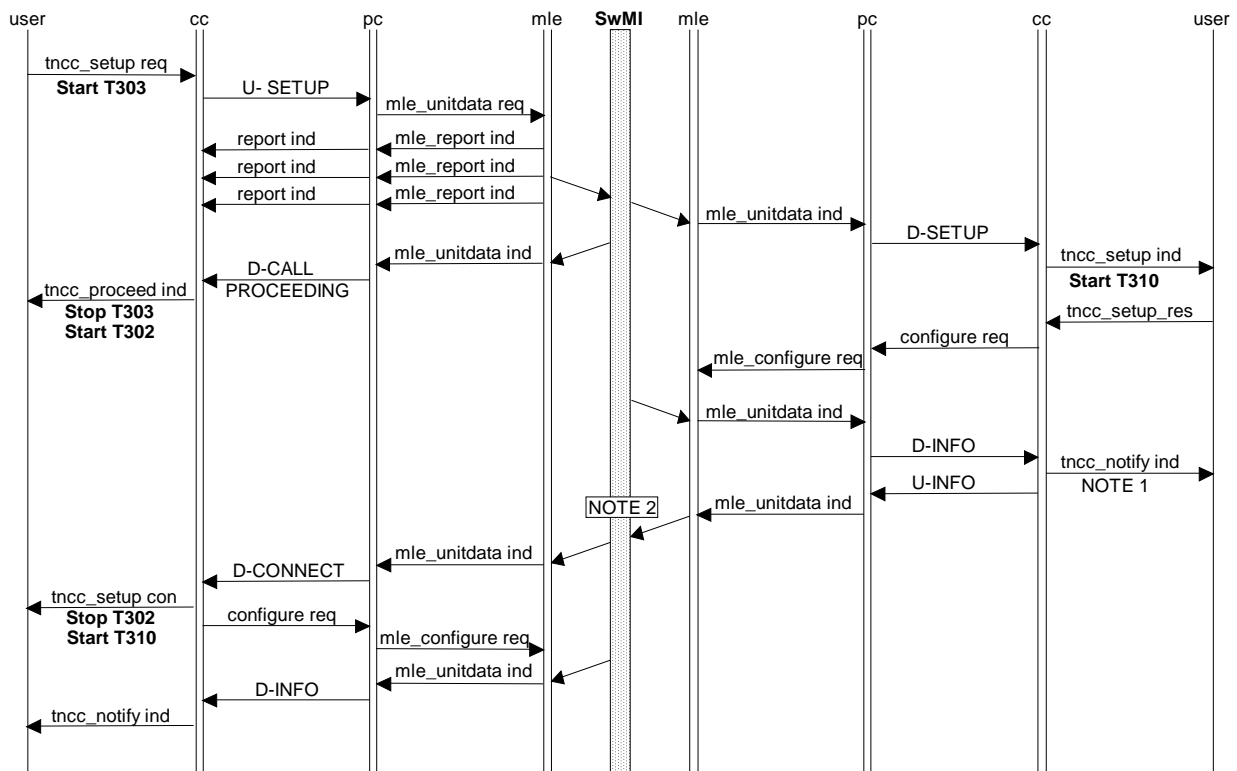 user cc pc mle SwMI mle pc cc user
tncc_setup req
Start T303
U- SETUP
mle_unitdata req
report ind mle_report ind
report ind mle_report ind
report ind mle_report ind
mle_unitdata ind
D-SETUP
mle_unitdata ind
tncc_setup ind
D-CALL
PROCEEDING
Start T310
tncc_proceed ind
Stop T303
Start T302
tncc_setup_res
configure req
mle_configure req
mle_unitdata ind
D-INFO
tncc_notify ind
NOTE 1
U-INFO
NOTE 2
mle_unitdata ind
mle_unitdata ind
D-CONNECT
tncc_setup con
Stop T302
Start T310
configure req
mle_configure req
mle_unitdata ind
D-INFO
tncc_notify ind